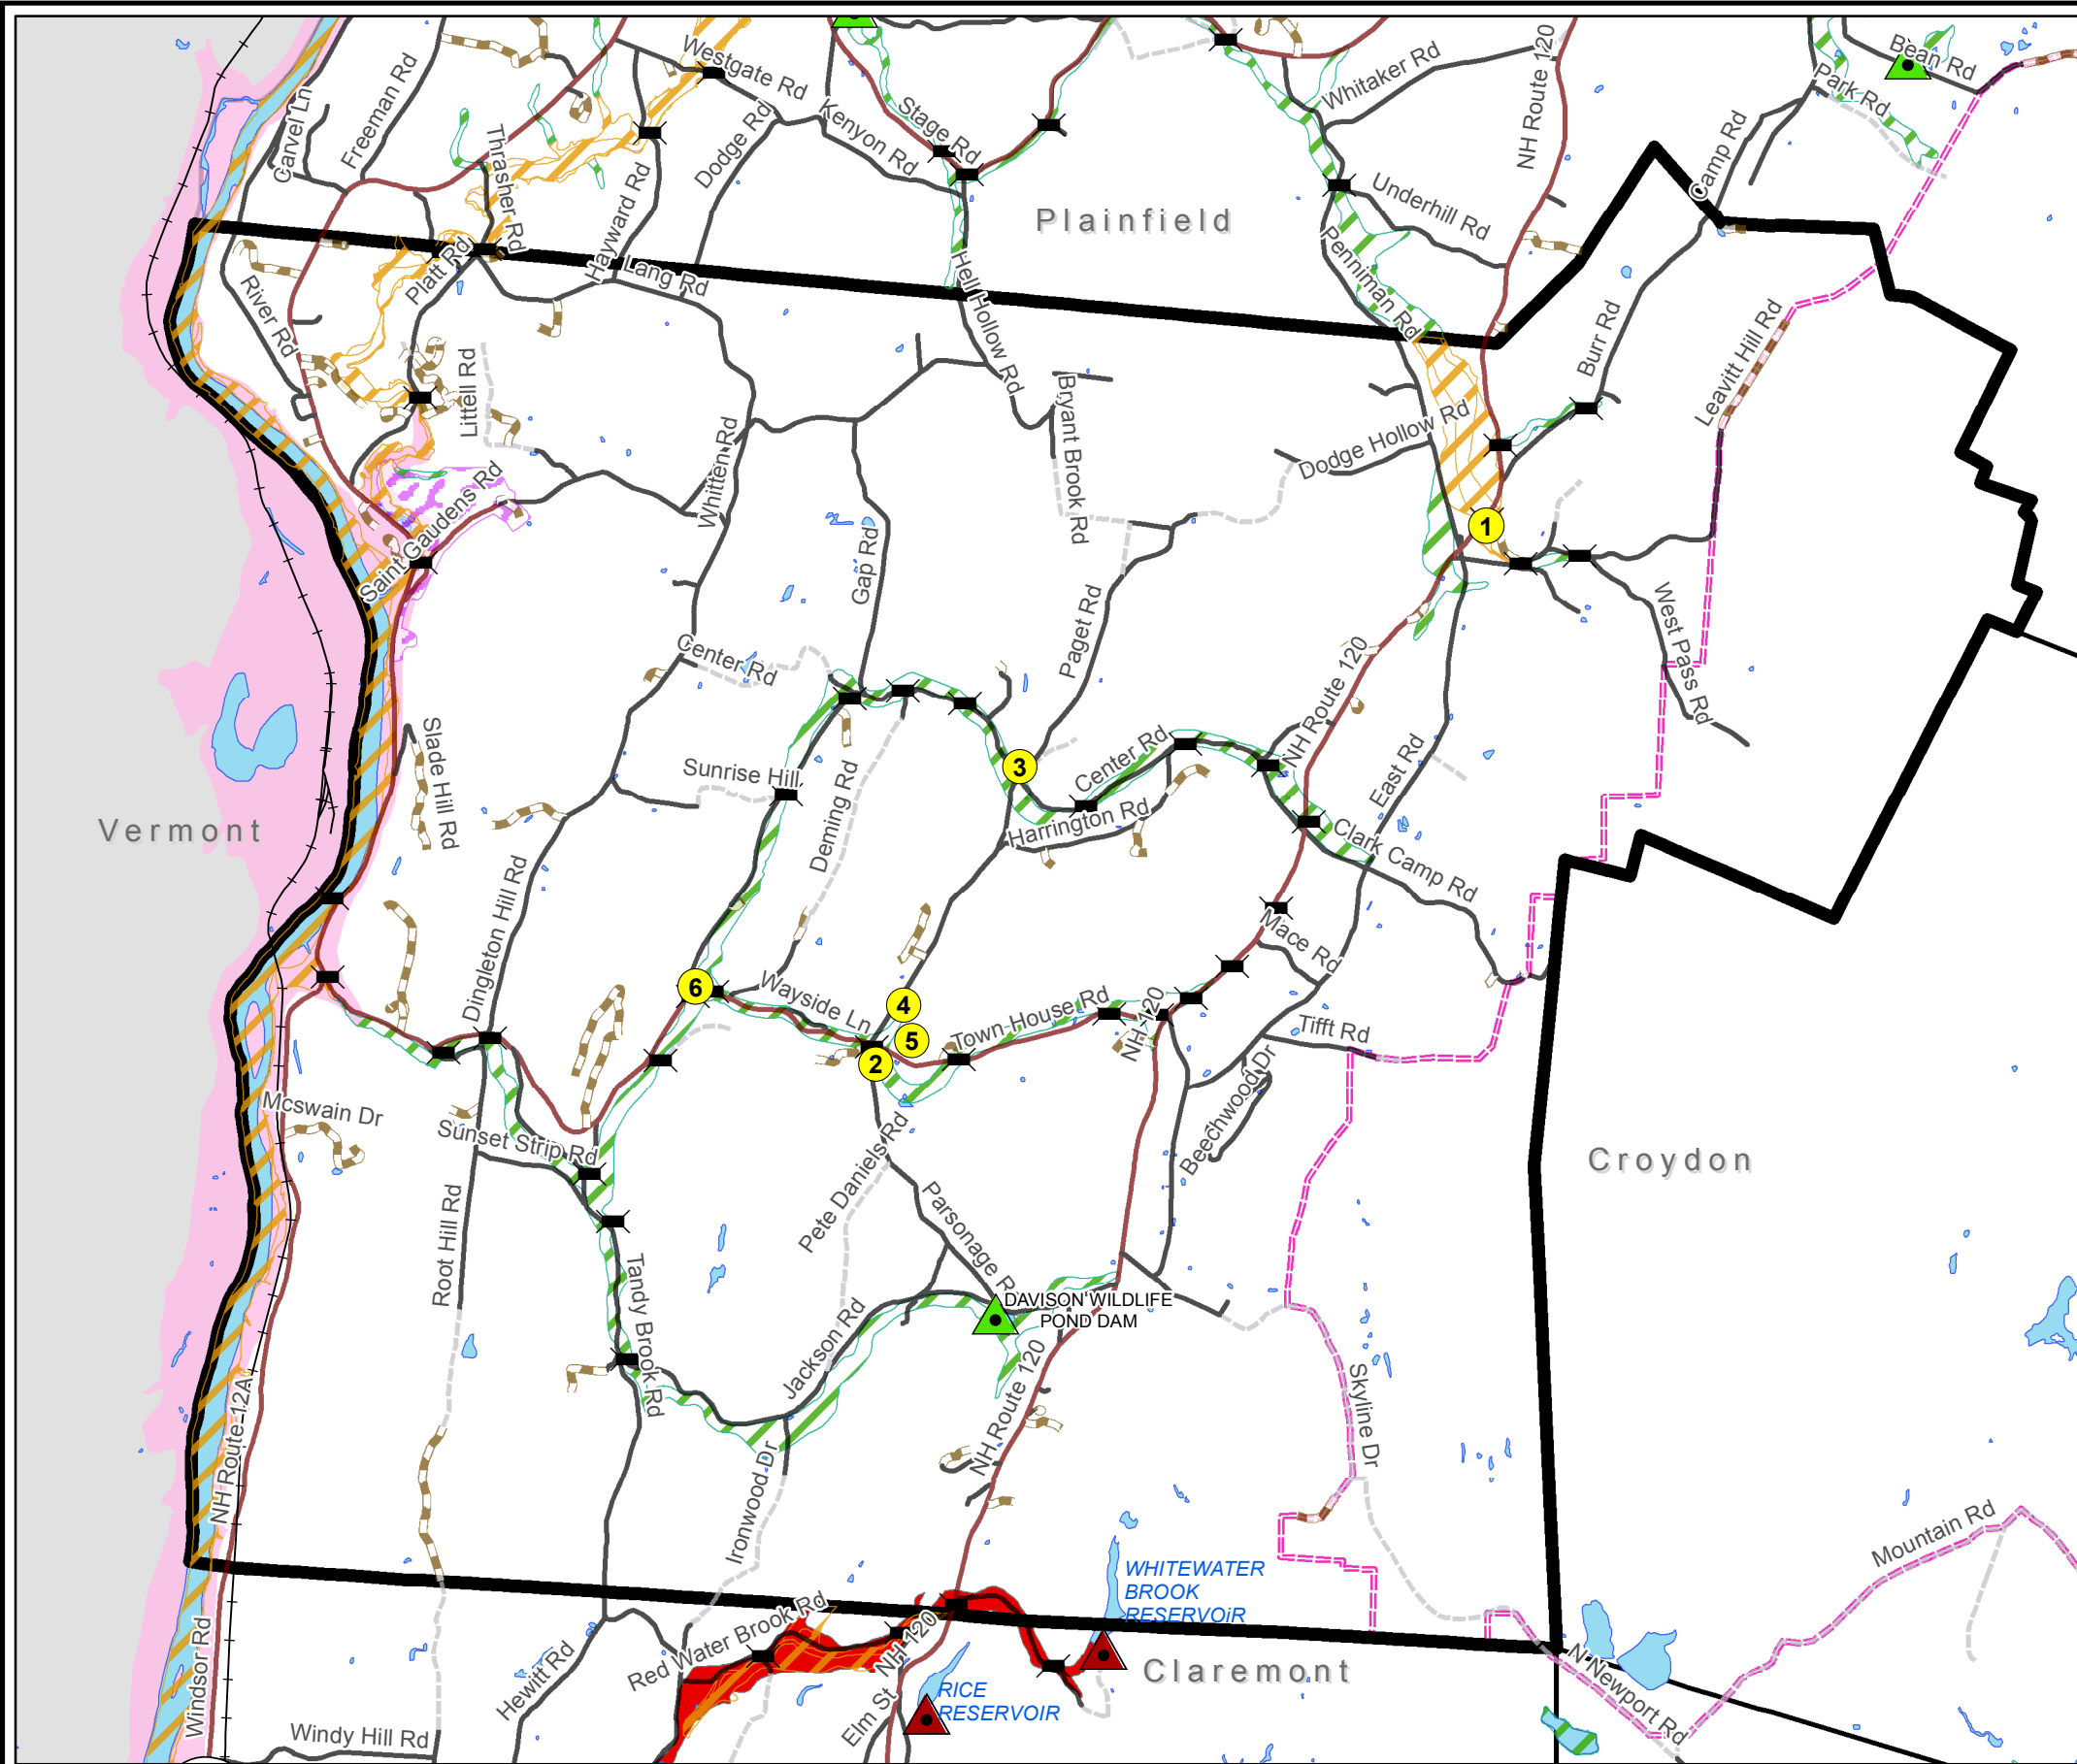 Westgate Rd
Whitaker Rd
NH Route 120
Bean Rd
Park Rd
Carvel Ln
Freeman Rd
Thrasher Rd
Dodge Rd
Kenyon Rd
Stage Rd
Camp Rd
Hayward Rd
Underhill Rd
Plainfield
Penniman Rd
Platt Rd
Lang Rd
Hell Hollow Rd
River Rd
Burr Rd
Leavitt Hill Rd
Littell Rd
Bryant Brook Rd
Whitten Rd
Dodge Hollow Rd
Saint Gaudens Rd
1
Gap Rd
Paget Rd
West Pass Rd
Center Rd
NH Route 120
Slade Hill Rd
Sunrise Hill
3
Center Rd
East Rd
Vermont
Deming Rd
Harrington Rd
Clark Camp Rd
Dingleton Hill Rd
Mace Rd
6
Wayside Ln
4
Town House Rd
NH 120
5
2
Tifft Rd
Mcswain Dr
Sunset Strip Rd
Beechwood Dr
Pete Daniels Rd
Croydon
Root Hill Rd
Parsonage R
Tandy Brook Rd
DAVISON WILDLIFE
POND DAM
Jackson Rd
NH Route 120
Skyline Dr
NH Route 12A
Ironwood Dr
Mountain Rd
WHITEWATER
BROOK
RESERVOiR
Red Water Brook Rd
NH 120
Windsor Rd
Hewitt Rd
Claremont
N Newport Rd
RICE
RESERVOIR
Elm St
Windy Hill Rd